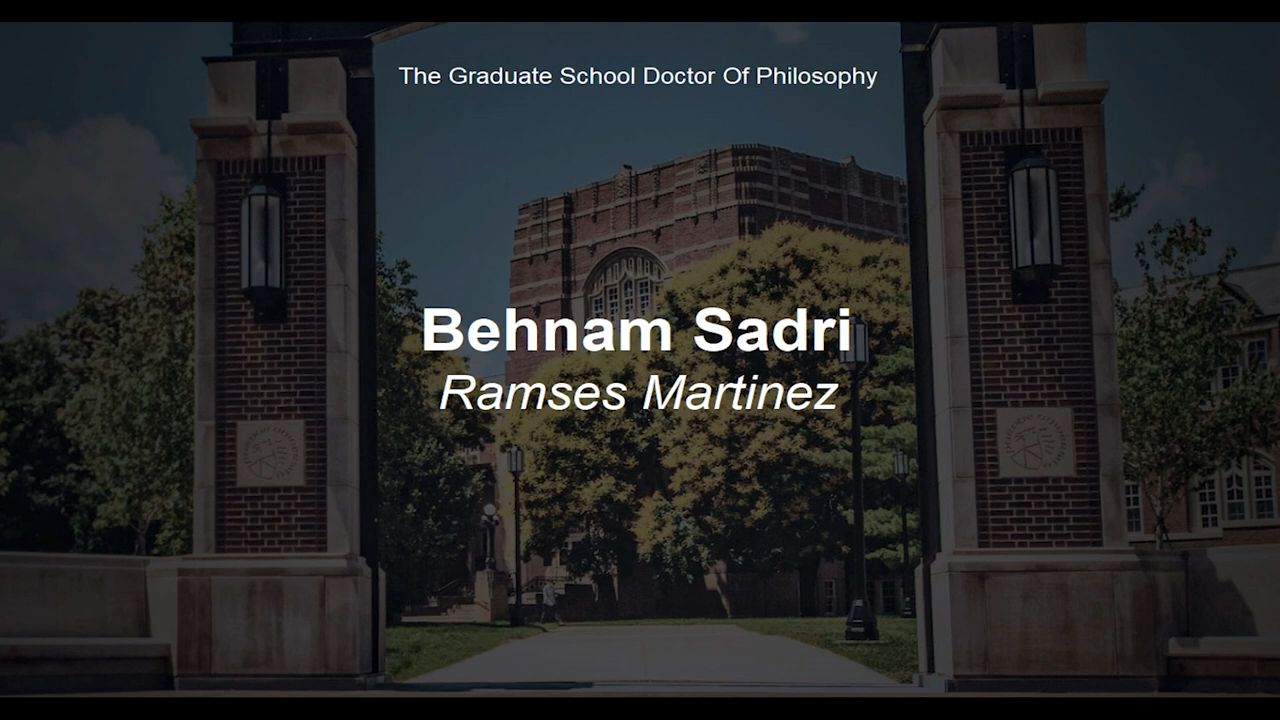 The Graduate School Doctor Of Philosophy
Behnam Sadri
Ramses Martinez